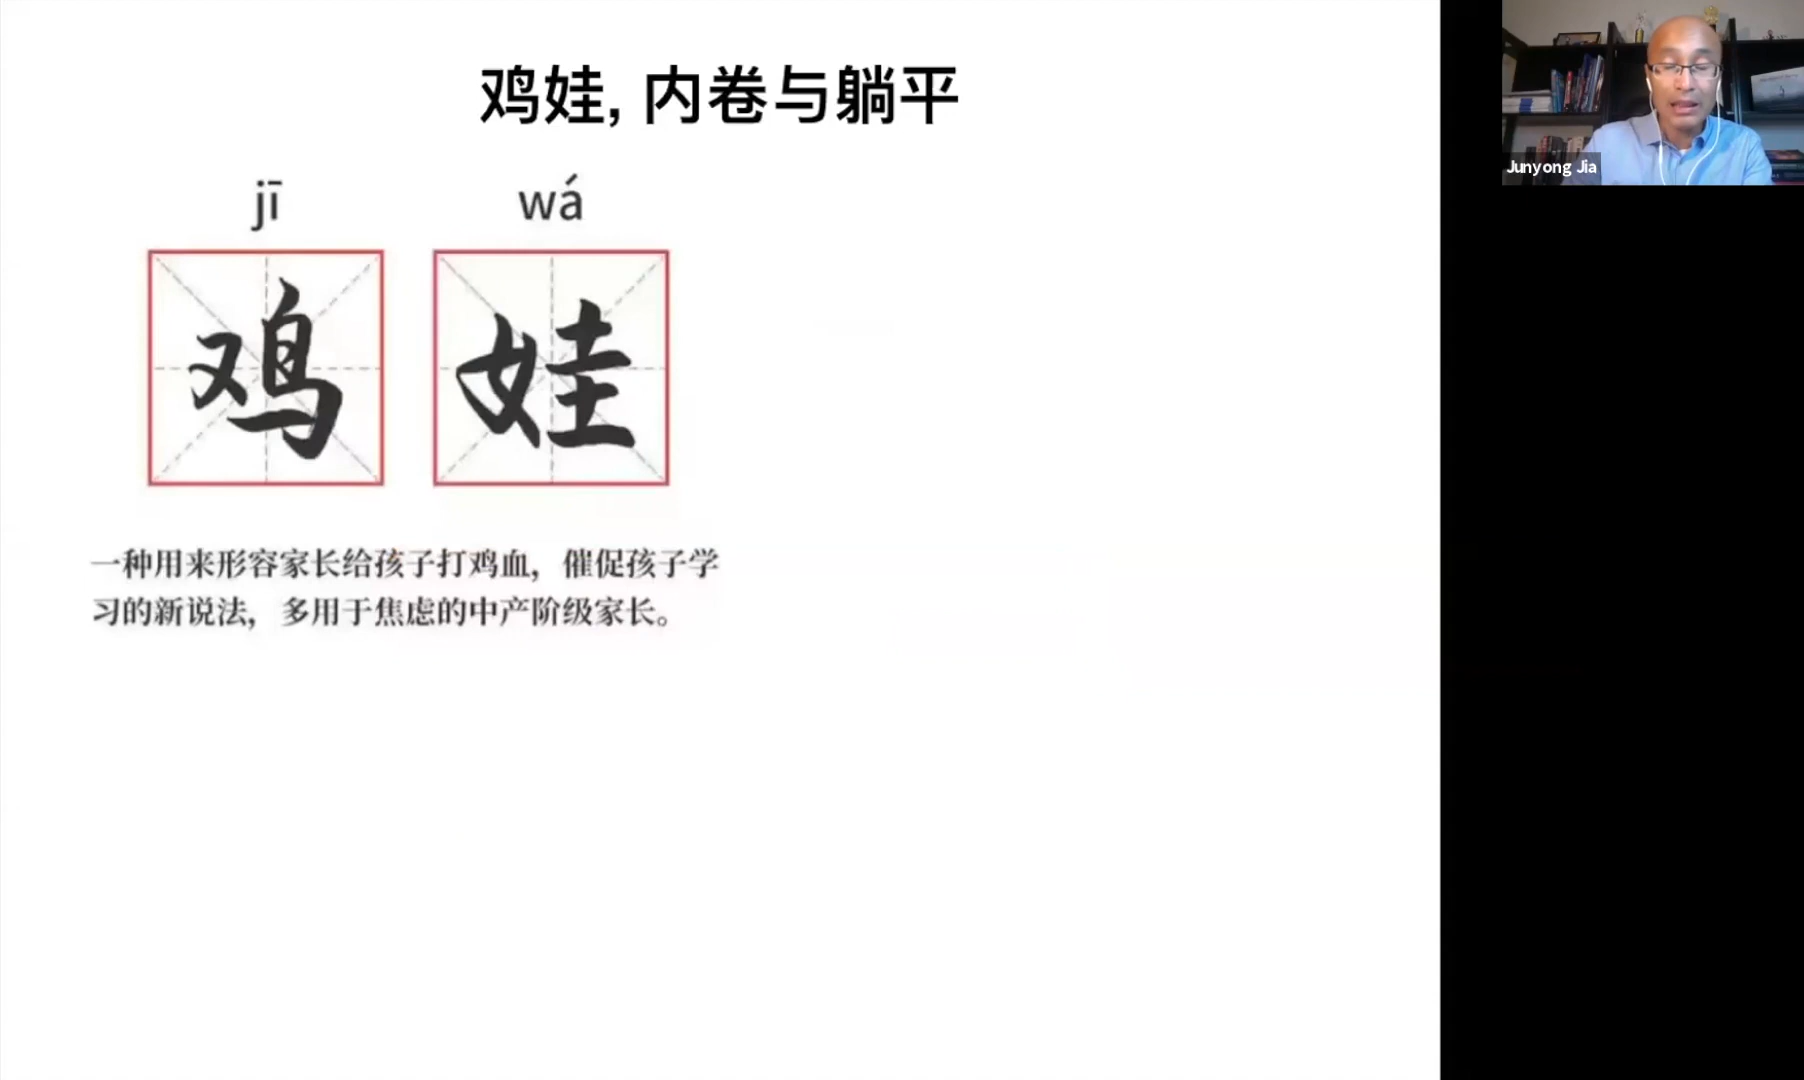 鸡娃, 内卷与躺平
jī wá
鸡 娃
一种用来形容家长给孩子打鸡血，催促孩子学
习的新说法，多用于焦虑的中产阶级家长。
Junyong Jia